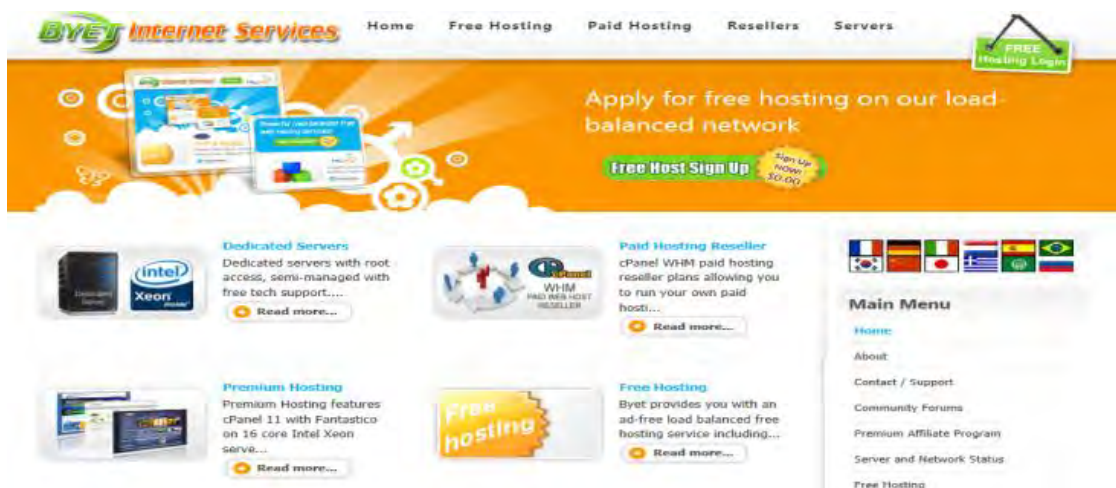 BYET Internet Services
Home Free Hosting Paid Hosting Resellers Servers
FREE
Hosting Login
Apply for free hosting on our load-
balanced network
Free Host Sign Up
Sign Up
NOW!
$0.00
Dedicated Servers
Dedicated servers with root
access, semi-managed with
free tech support....
Read more...
intel
Xeon
inside
Paid Hosting Reseller
cPanel WHM paid hosting
reseller plans allowing you
to run your own paid
hosti...
Read more...
cPanel
WHM
PAID WEB HOST
RESELLER
Premium Hosting
Premium Hosting features
cPanel 11 with Fantastico
on 16 core Intel Xeon
serve...
Read more...
Free Hosting
Byet provides you with an
ad-free load balanced free
hosting service including...
Read more...
Free
hosting
Main Menu
Home
About
Contact / Support
Community Forums
Premium Affiliate Program
Server and Network Status
Free Hosting